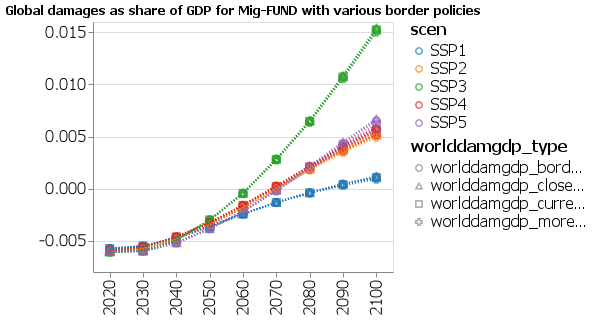 Global damages as share of GDP for Mig-FUND with various border policies
0.015
0.010
0.005
0.000
-0.005
2020
2030
2040
2050
2060
2070
2080
2090
2100
scen
SSP1
SSP2
SSP3
SSP4
SSP5
worlddamgdp_type
worlddamgdp_bord...
worlddamgdp_close...
worlddamgdp_curre...
worlddamgdp_more...